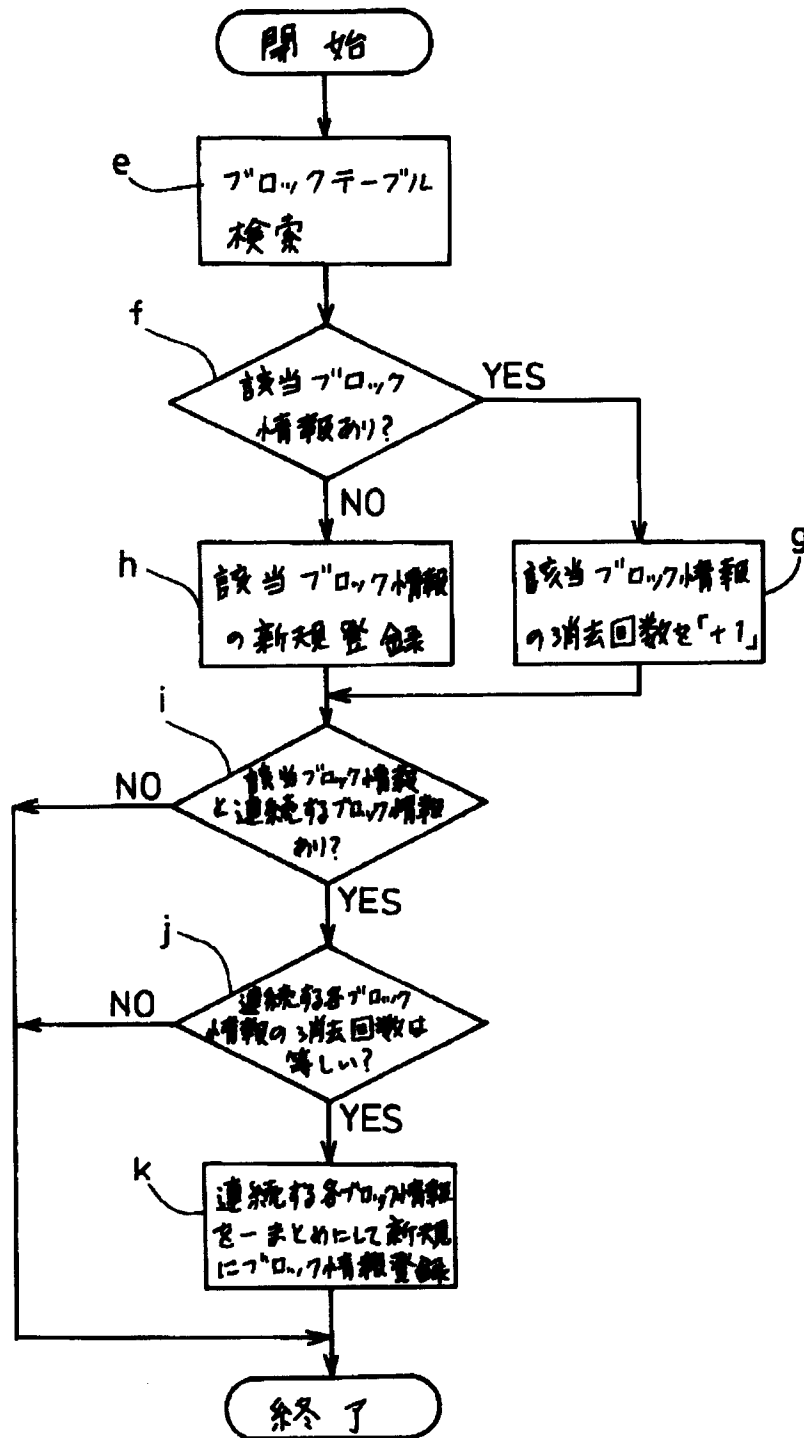 開始
e
ブロックテーブル
検索
f
該当ブロック
情報あり?
YES
NO
h
該当ブロック情報
の新規登録
g
該当ブロック情報
の消去回数を「+1」
i
該当ブロック情報
と連続するブロック情報
あり?
NO
YES
j
連続する各ブロック
情報の消去回数は
等しい?
NO
YES
k
連続する各ブロック情報
を一まとめにして新規
にブロック情報登録
終了